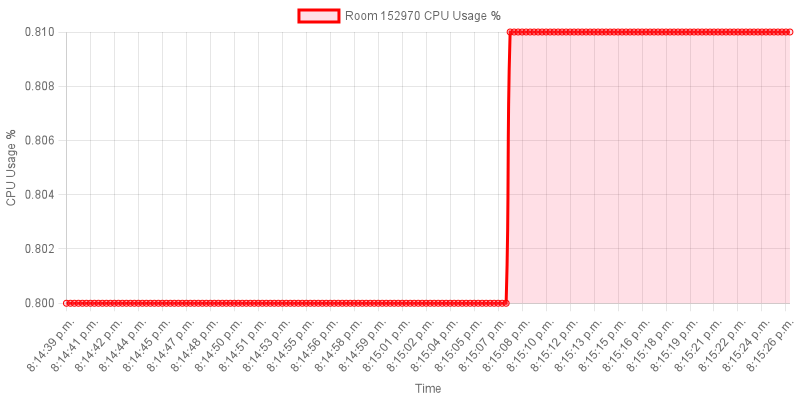 Room 152970 CPU Usage %
0.810
0.808
0.806
0.804
0.802
0.800
CPU Usage %
8:14:39 p.m.
8:14:41 p.m.
8:14:42 p.m.
8:14:44 p.m.
8:14:45 p.m.
8:14:47 p.m.
8:14:48 p.m.
8:14:50 p.m.
8:14:51 p.m.
8:14:53 p.m.
8:14:55 p.m.
8:14:56 p.m.
8:14:58 p.m.
8:14:59 p.m.
8:15:01 p.m.
8:15:02 p.m.
8:15:04 p.m.
8:15:05 p.m.
8:15:07 p.m.
8:15:08 p.m.
8:15:10 p.m.
8:15:12 p.m.
8:15:13 p.m.
8:15:15 p.m.
8:15:16 p.m.
8:15:18 p.m.
8:15:19 p.m.
8:15:21 p.m.
8:15:22 p.m.
8:15:24 p.m.
8:15:26 p.m.
Time